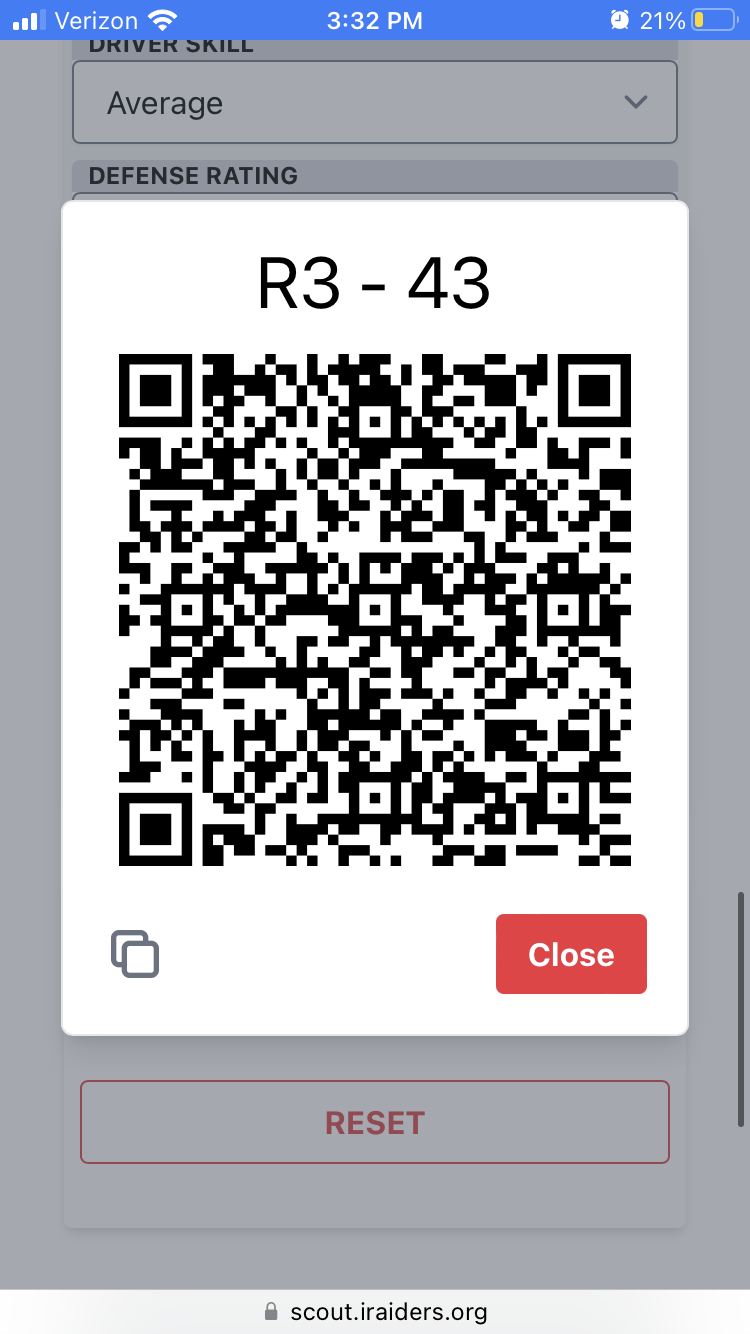 Verizon 3:32 PM 21%
DRIVER SKILL
Average
DEFENSE RATING
R3 - 43
Close
RESET
scout.iraiders.org